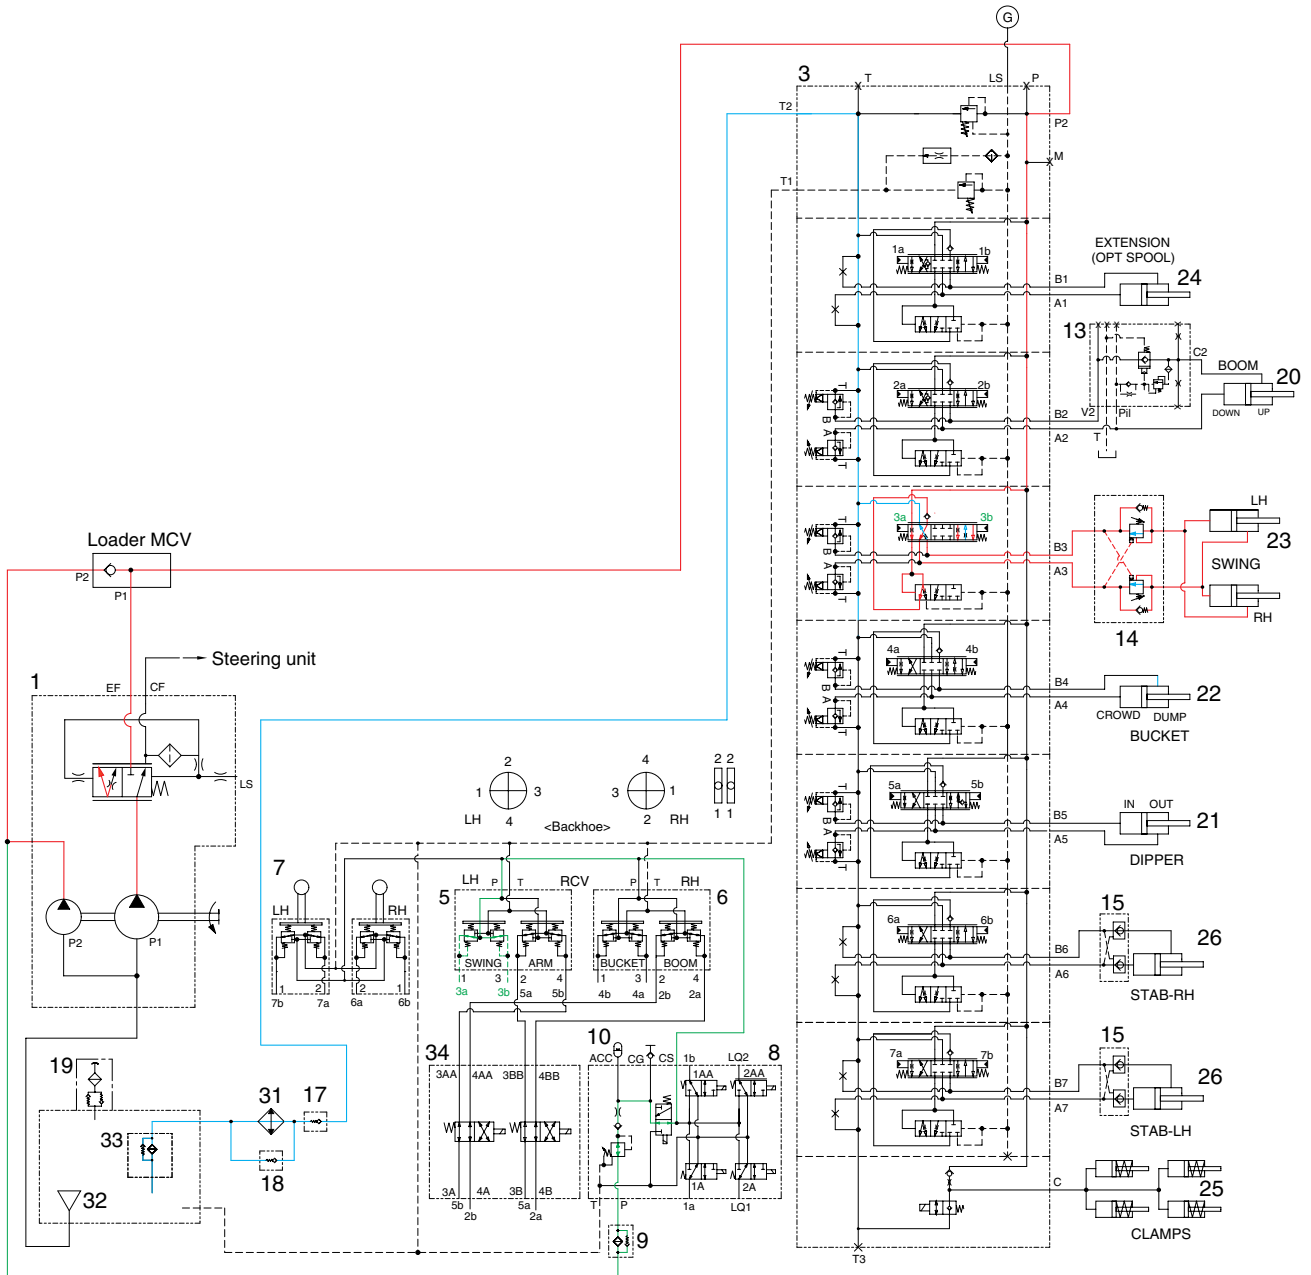 G
3
T
LS
P
T2
P2
M
T1
1a
1b
EXTENSION
(OPT SPOOL)
24
B1
A1
13
C2
BOOM
20
2a
2b
T
B
A
T
B2
A2
V2
Pil
T
DOWN
UP
3a
3b
T
B
A
T
B3
A3
LH
23
SWING
RH
14
Loader MCV
P2
P1
Steering unit
1
EF
CF
LS
P2
P1
4a
4b
T
B
A
T
B4
A4
22
CROWD
DUMP
BUCKET
2
1
3
LH
4
<Backhoe>
4
3
1
2
RH
2 2
1 1
5a
5b
T
B
A
T
B5
A5
IN
OUT
21
DIPPER
7
LH
RH
1
2
2
1
7b
7a
6a
6b
5
LH
P
T
RCV
SWING
ARM
1
3
2
4
3a
3b
5a
5b
P
T
RH
6
BUCKET
BOOM
1
3
2
4
4b
4a
2b
2a
6a
6b
B6
A6
15
26
STAB-RH
7a
7b
B7
A7
15
26
STAB-LH
10
ACC
CG
CS
1b
LQ2
8
1AA
2AA
1A
2A
T
P
1a
LQ1
34
3AA
4AA
3BB
4BB
3A
4A
3B
4B
5b
2b
5a
2a
9
19
33
32
31
17
18
C
25
CLAMPS
T3